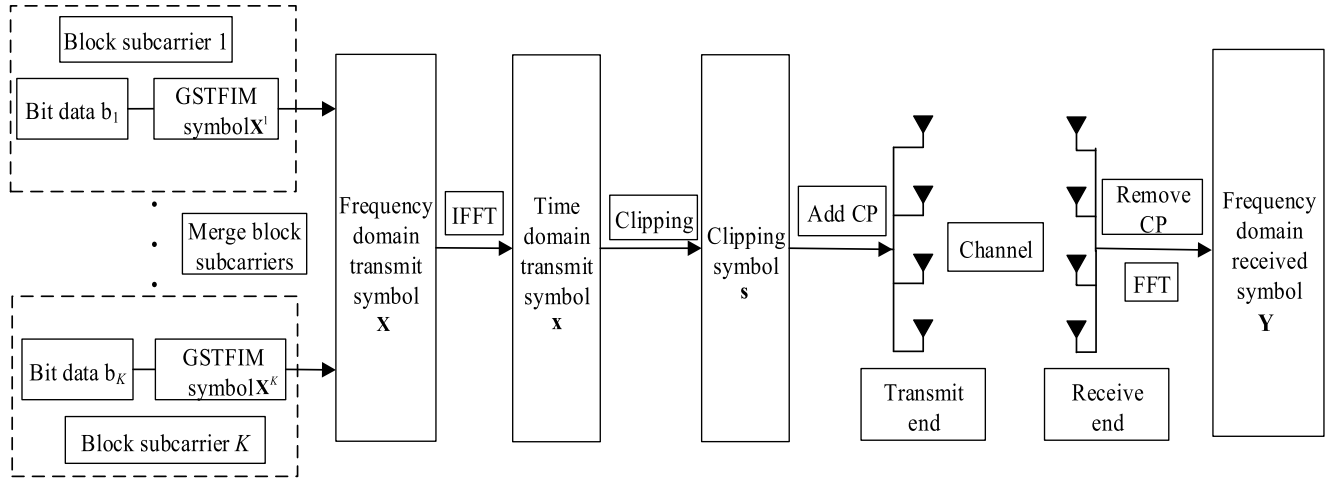 Block subcarrier 1
Bit data b₁
GSTFIM
symbolX¹
Merge block
subcarriers
Bit data b_K
GSTFIM
symbolX^K
Block subcarrier K
Frequency
domain
transmit
symbol
X
IFFT
Time
domain
transmit
symbol
x
Clipping
Clipping
symbol
s
Add CP
Channel
Transmit
end
Receive
end
Remove
CP
FFT
Frequency
domain
received
symbol
Y